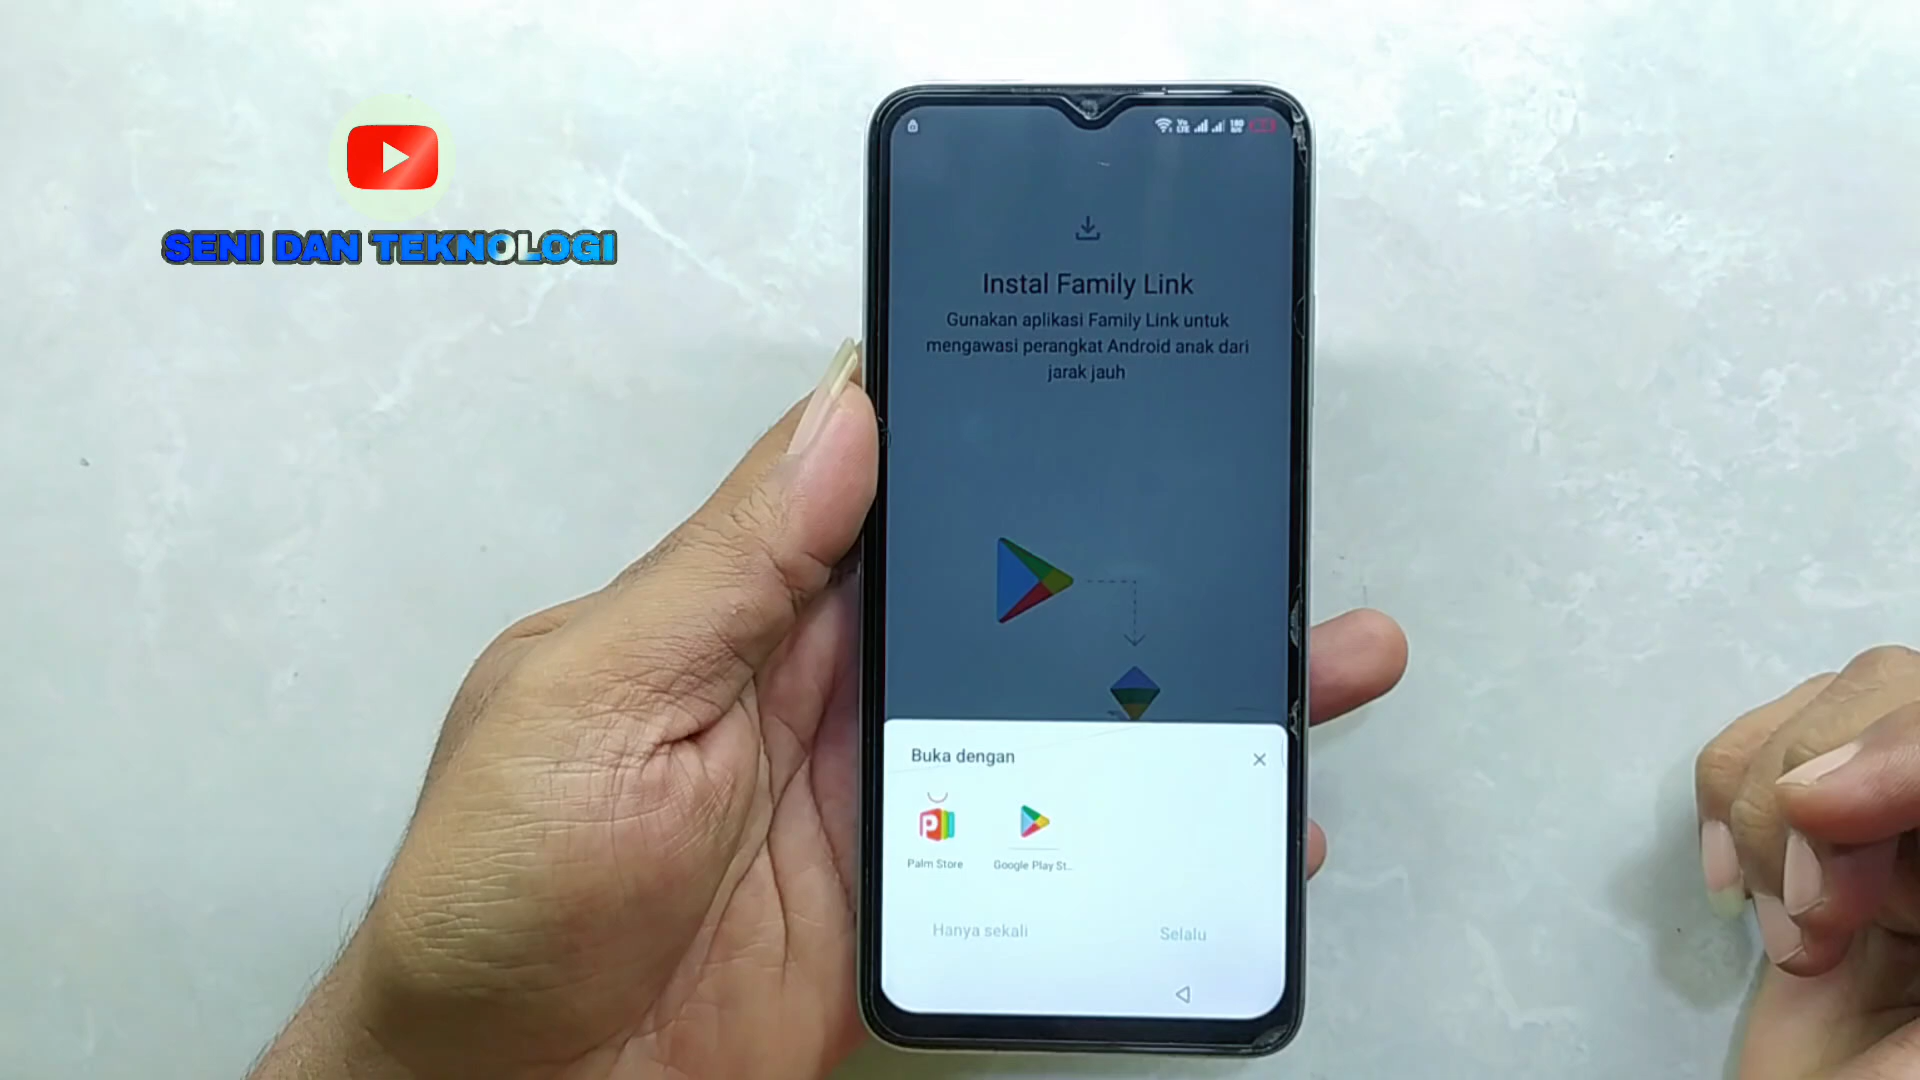 SENI DAN TEKNOLOGI
Instal Family Link
Gunakan aplikasi Family Link untuk
mengawasi perangkat Android anak dari
jarak jauh
Buka dengan
Palm Store
Google Play St...
Hanya sekali
Selalu